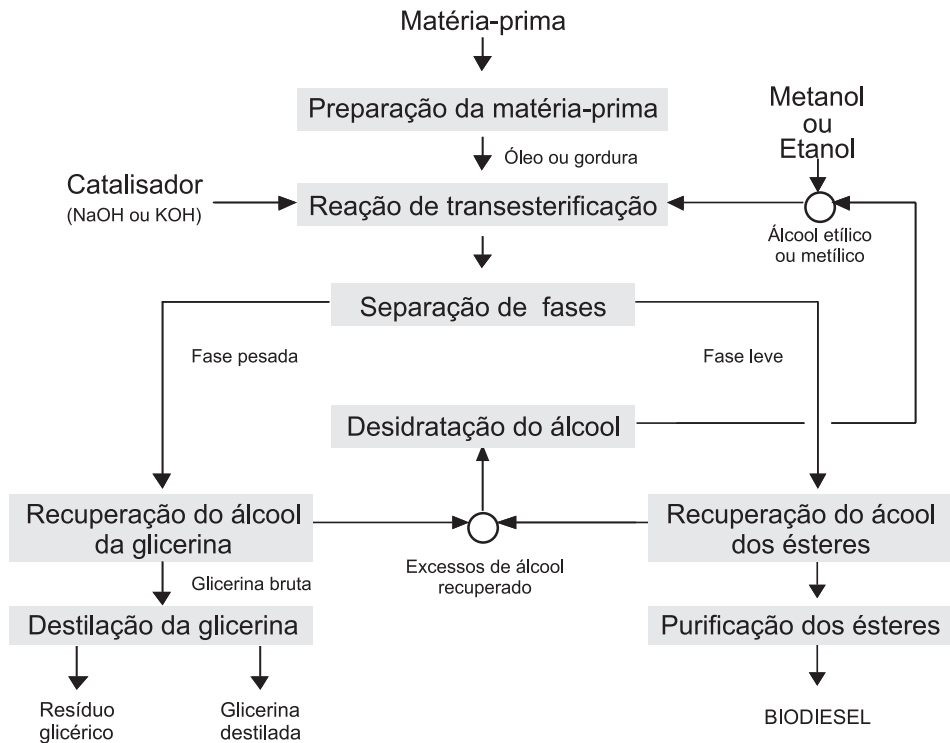 Matéria-prima
Preparação da matéria-prima
Metanol
ou
Etanol
Óleo ou gordura
Catalisador
(NaOH ou KOH)
Reação de transesterificação
Álcool etílico
ou metílico
Separação de fases
Fase pesada
Fase leve
Desidratação do álcool
Recuperação do álcool
da glicerina
Recuperação do ácool
dos ésteres
Excessos de álcool
recuperado
Glicerina bruta
Destilação da glicerina
Purificação dos ésteres
Resíduo
glicérico
Glicerina
destilada
BIODIESEL